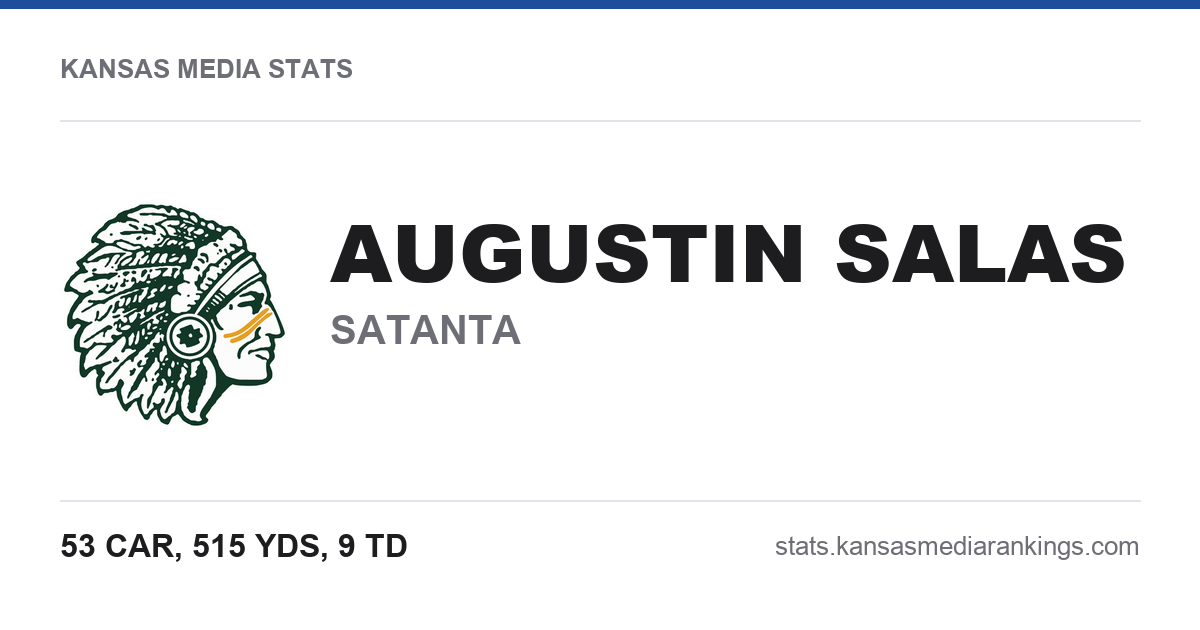 KANSAS MEDIA STATS
AUGUSTIN SALAS
SATANTA
53 CAR, 515 YDS, 9 TD
stats.kansasmediarankings.com